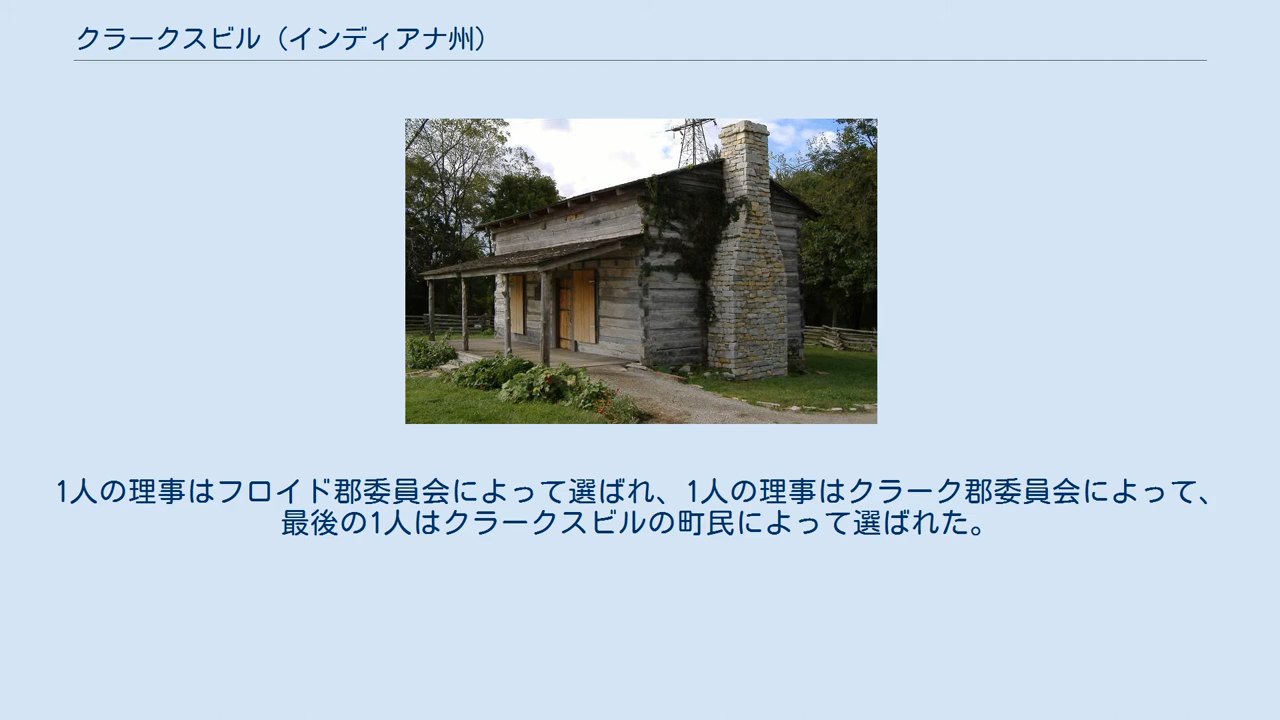 クラークスビル（インディアナ州）
1人の理事はフロイド郡委員会によって選ばれ、1人の理事はクラーク郡委員会によって、
最後の1人はクラークスビルの町民によって選ばれた。